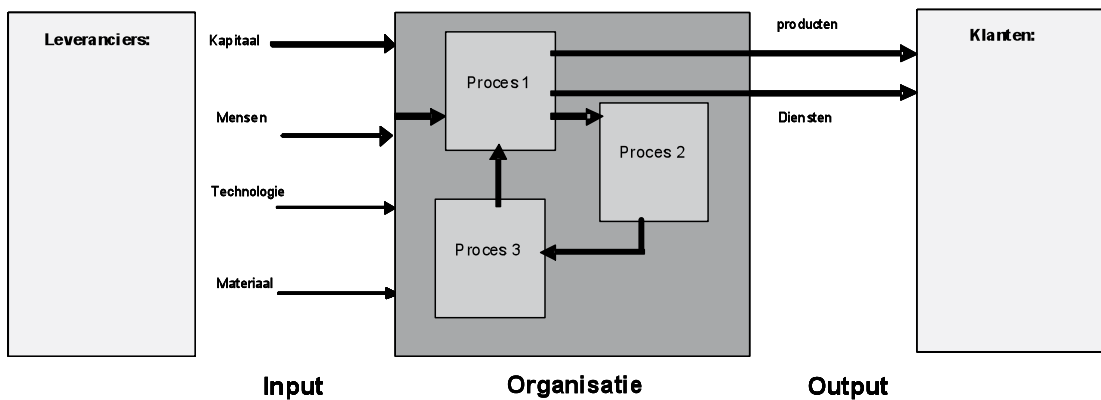 Leveranciers:
Kapitaal
Mensen
Technologie
Materiaal
Proces 1
Proces 2
Proces 3
producten
Diensten
Klanten:
Input
Organisatie
Output